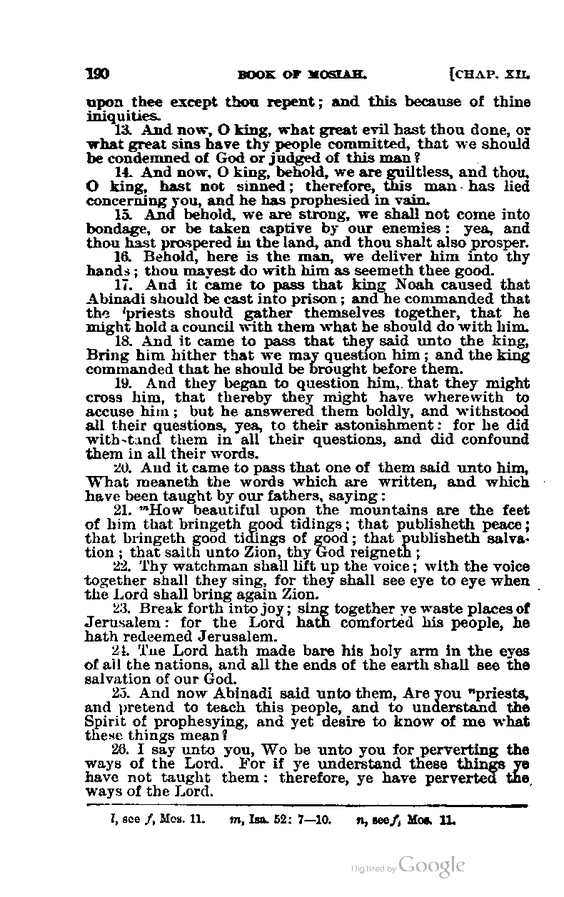 190 BOOK OF MOSIAH. [CHAP. XII.
upon thee except thou repent; and this because of thine
iniquities.
13. And now, O king, what great evil hast thou done, or
what great sins have thy people committed, that we should
be condemned of God or judged of this man?
14. And now, O king, behold, we are guiltless, and thou,
O king, hast not sinned; therefore, this man has lied
concerning you, and he has prophesied in vain.
15. And behold, we are strong, we shall not come into
bondage, or be taken captive by our enemies: yea, and
thou hast prospered in the land, and thou shalt also prosper.
16. Behold, here is the man, we deliver him into thy
hands; thou mayest do with him as seemeth thee good.
17. And it came to pass that king Noah caused that
Abinadi should be cast into prison; and he commanded that
the ˡpriests should gather themselves together, that he
might hold a council with them what he should do with him.
18. And it came to pass that they said unto the king,
Bring him hither that we may question him; and the king
commanded that he should be brought before them.
19. And they began to question him, that they might
cross him, that thereby they might have wherewith to
accuse him; but he answered them boldly, and withstood
all their questions, yea, to their astonishment: for he did
withstand them in all their questions, and did confound
them in all their words.
20. And it came to pass that one of them said unto him,
What meaneth the words which are written, and which
have been taught by our fathers, saying:
21. ᵐHow beautiful upon the mountains are the feet
of him that bringeth good tidings; that publisheth peace;
that bringeth good tidings of good; that publisheth salva-
tion; that saith unto Zion, thy God reigneth;
22. Thy watchman shall lift up the voice; with the voice
together shall they sing, for they shall see eye to eye when
the Lord shall bring again Zion.
23. Break forth into joy; sing together ye waste places of
Jerusalem: for the Lord hath comforted his people, he
hath redeemed Jerusalem.
24. The Lord hath made bare his holy arm in the eyes
of all the nations, and all the ends of the earth shall see the
salvation of our God.
25. And now Abinadi said unto them, Are you ⁿpriests,
and pretend to teach this people, and to understand the
Spirit of prophesying, and yet desire to know of me what
these things mean?
26. I say unto you, Wo be unto you for perverting the
ways of the Lord. For if ye understand these things ye
have not taught them: therefore, ye have perverted the
ways of the Lord.
l, see f, Mos. 11. m, Isa. 52: 7—10. n, see f, Mos. 11.
Digitized by Google